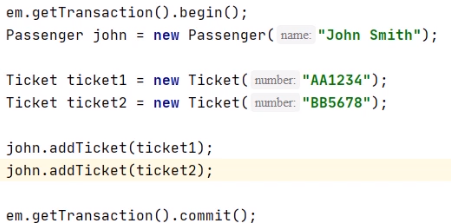 em.getTransaction().begin();
Passenger john = new Passenger( name: "John Smith");
Ticket ticket1 = new Ticket( number: "AA1234");
Ticket ticket2 = new Ticket( number: "BB5678");
john.addTicket(ticket1);
john.addTicket(ticket2);
em.getTransaction().commit();